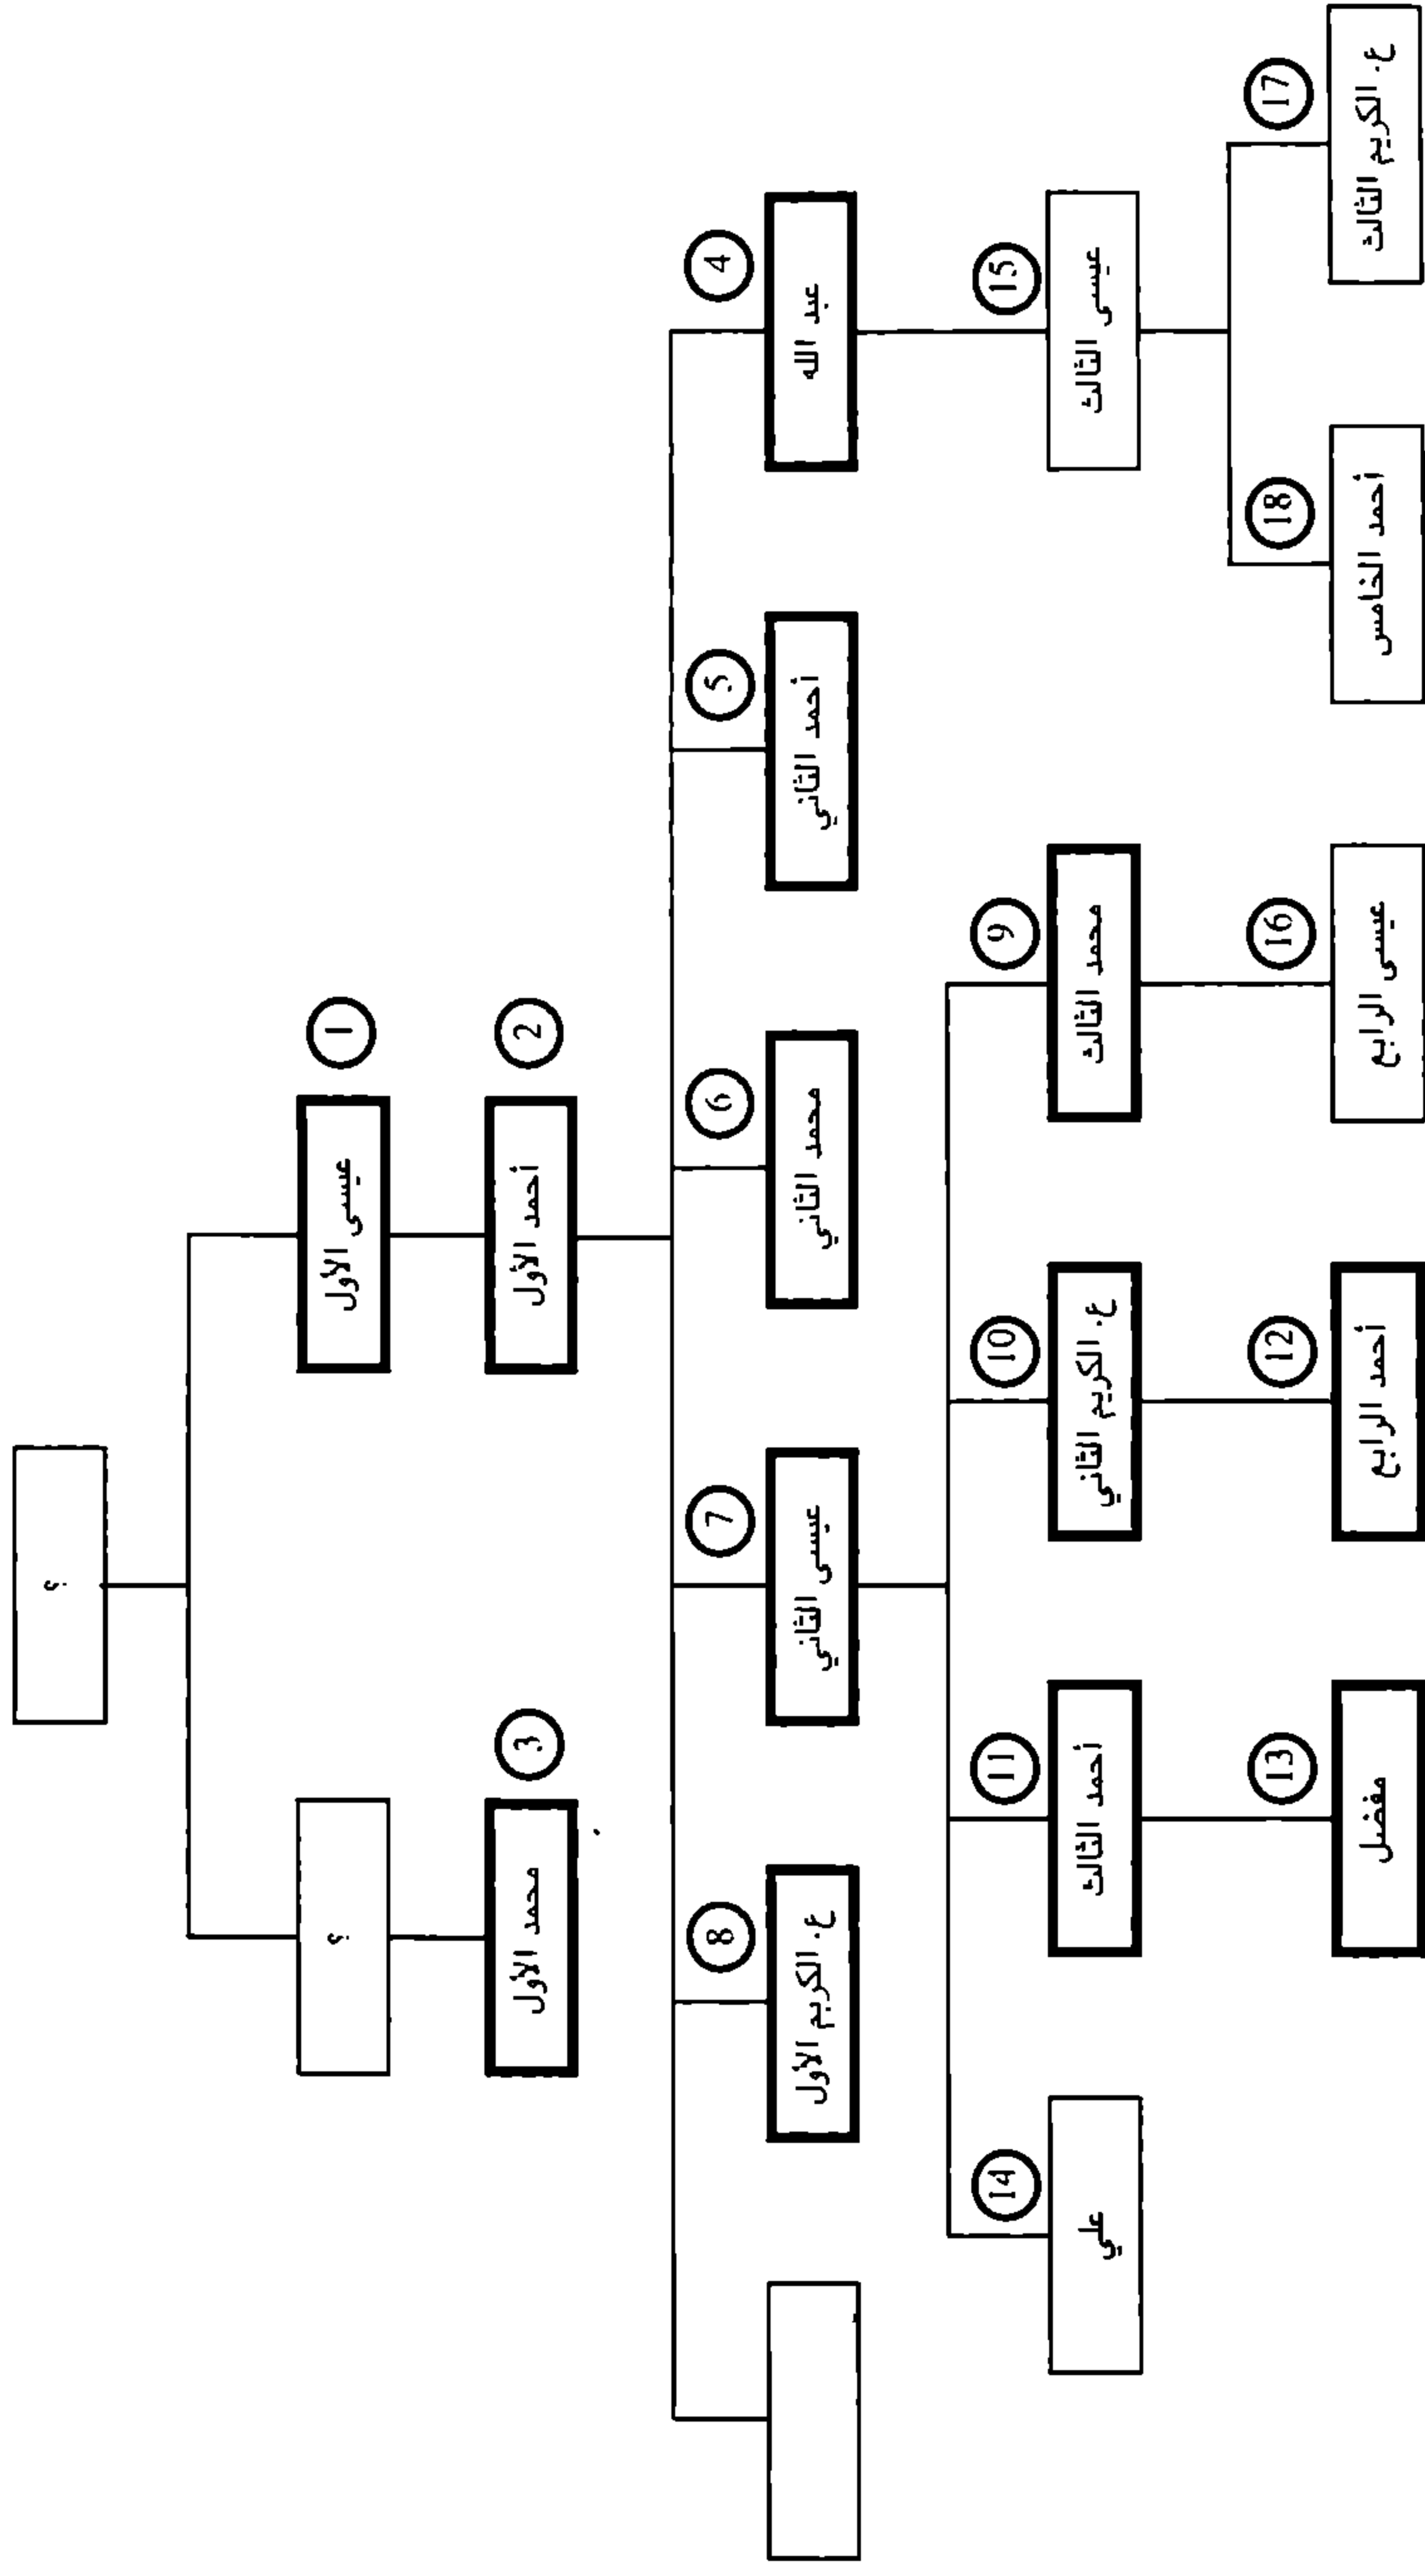 ؟
1
عيسى الأول
؟
2
أحمد الأول
3
محمد الأول
4
عبد الله
5
أحمد الثاني
6
محمد الثاني
7
عيسى الثاني
8
ع. الكريم الأول
15
عيسى الثالث
9
محمد الثالث
10
ع. الكريم الثاني
11
أحمد الثالث
14
علي
17
ع. الكريم الثالث
18
أحمد الخامس
16
عيسى الرابع
12
أحمد الرابع
13
مفضل